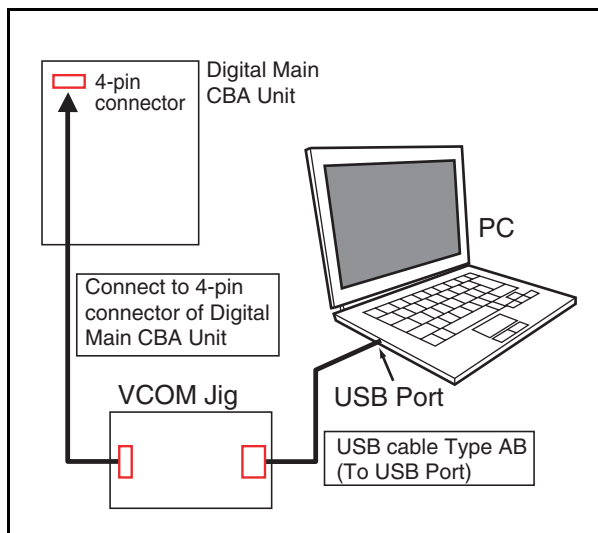 4-pin
connector
Digital Main
CBA Unit
PC
Connect to 4-pin
connector of Digital
Main CBA Unit
VCOM Jig
USB Port
USB cable Type AB
(To USB Port)